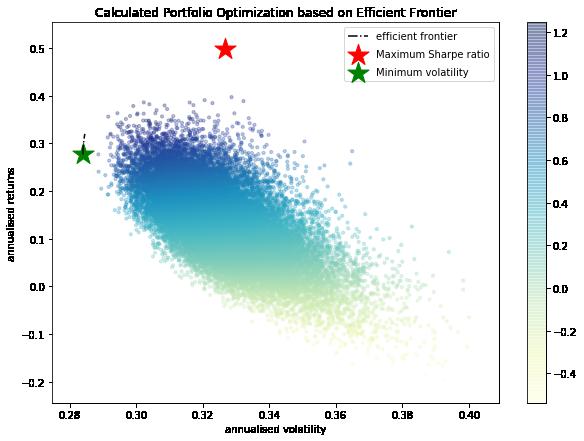 Calculated Portfolio Optimization based on Efficient Frontier
efficient frontier
Maximum Sharpe ratio
Minimum volatility
0.5
0.4
0.3
0.2
0.1
0.0
−0.1
−0.2
annualised returns
0.28 0.30 0.32 0.34 0.36 0.38 0.40
annualised volatility
1.2
1.0
0.8
0.6
0.4
0.2
0.0
−0.2
−0.4